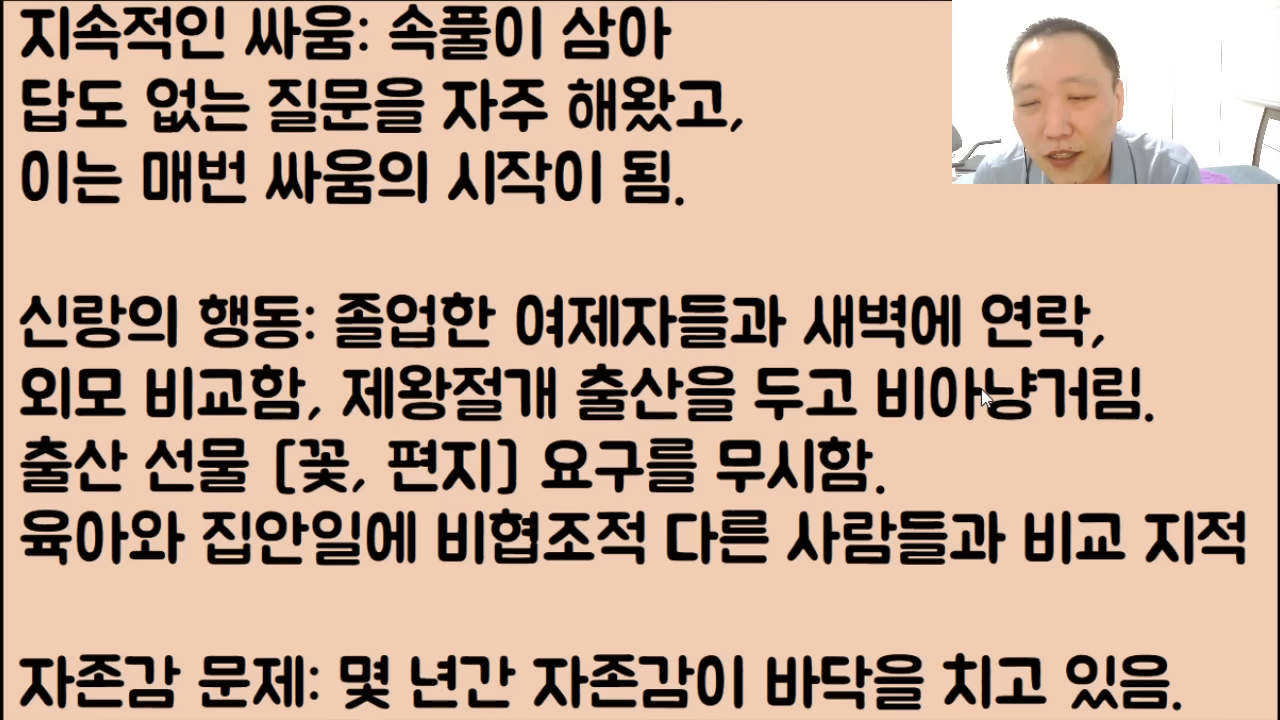 지속적인 싸움: 속풀이 삼아
답도 없는 질문을 자주 해왔고,
이는 매번 싸움의 시작이 됨.
신랑의 행동: 졸업한 여제자들과 새벽에 연락,
외모 비교함, 제왕절개 출산을 두고 비아냥거림.
출산 선물 [꽃, 편지] 요구를 무시함.
육아와 집안일에 비협조적 다른 사람들과 비교 지적
자존감 문제: 몇 년간 자존감이 바닥을 치고 있음.